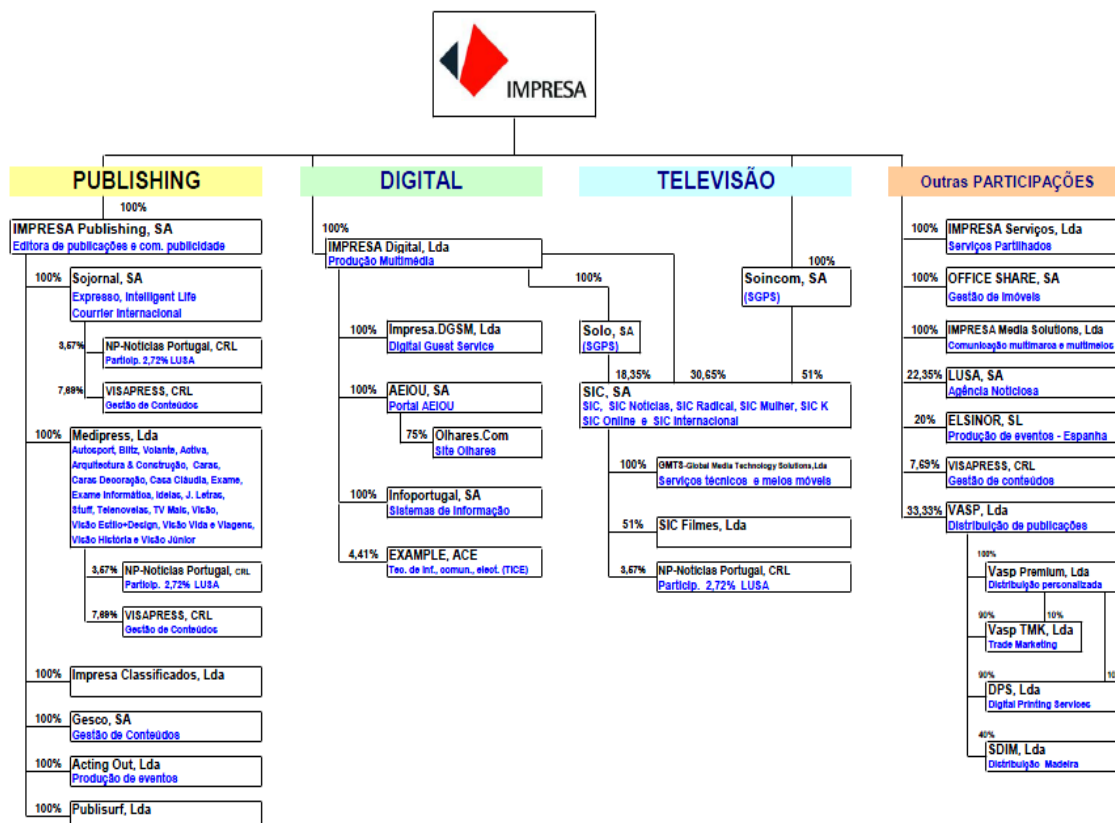 IMPRESA
PUBLISHING
100%
IMPRESA Publishing, SA
Editora de publicações e com. publicidade
100%
Sojornal, SA
Expresso, Intelligent Life
Courrier Internacional
3,57%
NP-Noticias Portugal, CRL
Particip. 2,72% LUSA
7,69%
VISAPRESS, CRL
Gestão de Conteúdos
100%
Medipress, Lda
Autosport, Blitz, Volante, Activa,
Arquitectura & Construção, Caras,
Caras Decoração, Casa Cláudia, Exame,
Exame Informática, Ideias, J. Letras,
Stuff, Telenovelas, TV Mais, Visão,
Visão Estilo+Design, Visão Vida e Viagens,
Visão História e Visão Júnior
3,57%
NP-Noticias Portugal, CRL
Particip. 2,72% LUSA
7,69%
VISAPRESS, CRL
Gestão de Conteúdos
100%
Impresa Classificados, Lda
100%
Gesco, SA
Gestão de Conteúdos
100%
Acting Out, Lda
Produção de eventos
100%
Publisurf, Lda
DIGITAL
100%
IMPRESA Digital, Lda
Produção Multimédia
100%
Impresa.DGSM, Lda
Digital Guest Service
100%
AEIOU, SA
Portal AEIOU
75%
Olhares.Com
Site Olhares
100%
Infoportugal, SA
Sistemas de Informação
4,41%
EXAMPLE, ACE
Tec. de Inf., comun., elect. (TICE)
TELEVISÃO
100%
Solo, SA
(SGPS)
100%
Soincom, SA
(SGPS)
18,35%
30,65%
51%
SIC, SA
SIC, SIC Notícias, SIC Radical, SIC Mulher, SIC K
SIC Online e SIC Internacional
100%
GMTS-Global Media Technology Solutions,Lda
Serviços técnicos e meios móveis
51%
SIC Filmes, Lda
3,57%
NP-Noticias Portugal, CRL
Particip. 2,72% LUSA
Outras PARTICIPAÇÕES
100%
IMPRESA Serviços, Lda
Serviços Partilhados
100%
OFFICE SHARE, SA
Gestão de Imóveis
100%
IMPRESA Media Solutions, Lda
Comunicação multimarca e multimeios
22,35%
LUSA, SA
Agência Noticiosa
20%
ELSINOR, SL
Produção de eventos - Espanha
7,69%
VISAPRESS, CRL
Gestão de conteúdos
33,33%
VASP, Lda
Distribuição de publicações
100%
Vasp Premium, Lda
Distribuição personalizada
90%
10%
Vasp TMK, Lda
Trade Marketing
90%
DPS, Lda
Digital Printing Services
40%
SDIM, Lda
Distribuição Madeira